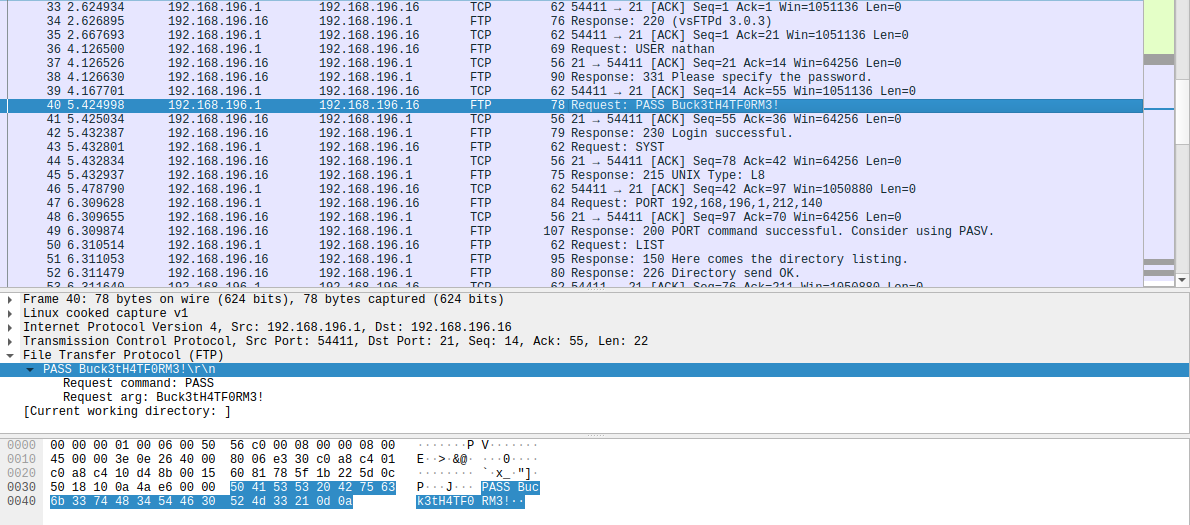 33 2.624934 192.168.196.1 192.168.196.16 TCP 62 54411 → 21 [ACK] Seq=1 Ack=1 Win=1051136 Len=0
34 2.626895 192.168.196.16 192.168.196.1 FTP 76 Response: 220 (vsFTPd 3.0.3)
35 2.667693 192.168.196.1 192.168.196.16 TCP 62 54411 → 21 [ACK] Seq=1 Ack=21 Win=1051136 Len=0
36 4.126500 192.168.196.1 192.168.196.16 FTP 69 Request: USER nathan
37 4.126526 192.168.196.16 192.168.196.1 TCP 56 21 → 54411 [ACK] Seq=21 Ack=14 Win=64256 Len=0
38 4.126630 192.168.196.16 192.168.196.1 FTP 90 Response: 331 Please specify the password.
39 4.167701 192.168.196.1 192.168.196.16 TCP 62 54411 → 21 [ACK] Seq=14 Ack=55 Win=1051136 Len=0
40 5.424998 192.168.196.1 192.168.196.16 FTP 78 Request: PASS Buck3tH4TF0RM3!
41 5.425034 192.168.196.16 192.168.196.1 TCP 56 21 → 54411 [ACK] Seq=55 Ack=36 Win=64256 Len=0
42 5.432387 192.168.196.16 192.168.196.1 FTP 79 Response: 230 Login successful.
43 5.432801 192.168.196.1 192.168.196.16 FTP 62 Request: SYST
44 5.432834 192.168.196.16 192.168.196.1 TCP 56 21 → 54411 [ACK] Seq=78 Ack=42 Win=64256 Len=0
45 5.432937 192.168.196.16 192.168.196.1 FTP 75 Response: 215 UNIX Type: L8
46 5.478790 192.168.196.1 192.168.196.16 TCP 62 54411 → 21 [ACK] Seq=42 Ack=97 Win=1050880 Len=0
47 6.309628 192.168.196.1 192.168.196.16 FTP 84 Request: PORT 192,168,196,1,212,140
48 6.309655 192.168.196.16 192.168.196.1 TCP 56 21 → 54411 [ACK] Seq=97 Ack=70 Win=64256 Len=0
49 6.309874 192.168.196.16 192.168.196.1 FTP 107 Response: 200 PORT command successful. Consider using PASV.
50 6.310514 192.168.196.1 192.168.196.16 FTP 62 Request: LIST
51 6.311053 192.168.196.16 192.168.196.1 FTP 95 Response: 150 Here comes the directory listing.
52 6.311479 192.168.196.16 192.168.196.1 FTP 80 Response: 226 Directory send OK.
53 6.311640 192.168.196.1 192.168.196.16 TCP 62 54411 → 21 [ACK] Seq=76 Ack=211 Win=1050880 Len=0
Frame 40: 78 bytes on wire (624 bits), 78 bytes captured (624 bits)
Linux cooked capture v1
Internet Protocol Version 4, Src: 192.168.196.1, Dst: 192.168.196.16
Transmission Control Protocol, Src Port: 54411, Dst Port: 21, Seq: 14, Ack: 55, Len: 22
File Transfer Protocol (FTP)
PASS Buck3tH4TF0RM3!\r\n
Request command: PASS
Request arg: Buck3tH4TF0RM3!
[Current working directory: ]
0000 00 00 00 01 00 06 00 50 56 c0 00 08 00 00 08 00 ·······P V·······
0010 45 00 00 3e 0e 26 40 00 80 06 e3 30 c0 a8 c4 01 E··>·&@· ···0····
0020 c0 a8 c4 10 d4 8b 00 15 60 81 78 5f 1b 22 5d 0c ········ `·x_·"]·
0030 50 18 10 0a 4a e6 00 00 50 41 53 53 20 42 75 63 P···J··· PASS Buc
0040 6b 33 74 48 34 54 46 30 52 4d 33 21 0d 0a k3tH4TF0 RM3!··